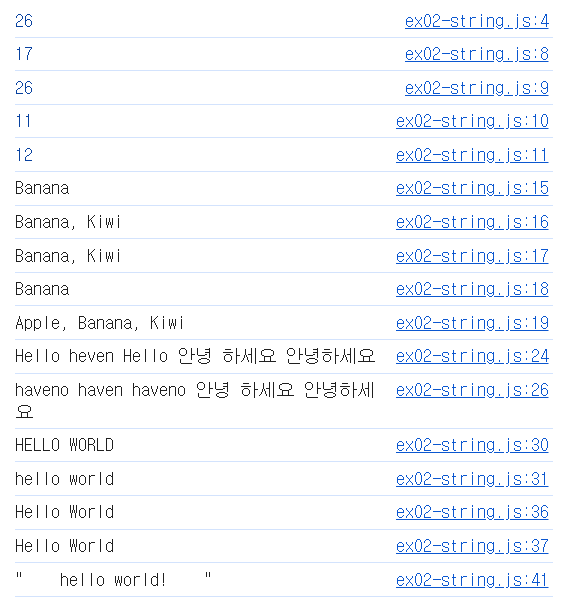 26 ex02-string.js:4
17 ex02-string.js:8
26 ex02-string.js:9
11 ex02-string.js:10
12 ex02-string.js:11
Banana ex02-string.js:15
Banana, Kiwi ex02-string.js:16
Banana, Kiwi ex02-string.js:17
Banana ex02-string.js:18
Apple, Banana, Kiwi ex02-string.js:19
Hello heven Hello 안녕 하세요 안녕하세요 ex02-string.js:24
haveno haven haveno 안녕 하세요 안녕하세 ex02-string.js:26
요
HELLO WORLD ex02-string.js:30
hello world ex02-string.js:31
Hello World ex02-string.js:36
Hello World ex02-string.js:37
"    hello world!    " ex02-string.js:41